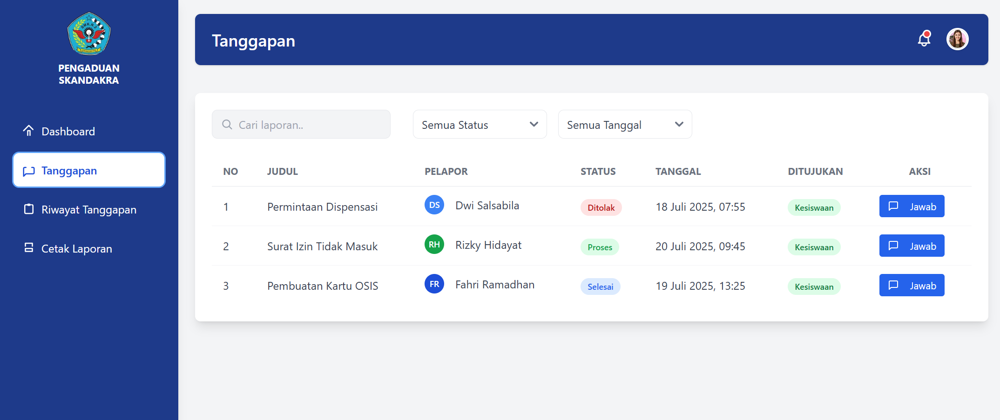 SMK.N.2
PENGADUAN
SKANDAKRA
Dashboard
Tanggapan
Riwayat Tanggapan
Cetak Laporan
Tanggapan
Cari laporan..
Semua Status
Semua Tanggal
NO JUDUL PELAPOR STATUS TANGGAL DITUJUKAN AKSI
1 Permintaan Dispensasi DS Dwi Salsabila Ditolak 18 Juli 2025, 07:55 Kesiswaan Jawab
2 Surat Izin Tidak Masuk RH Rizky Hidayat Proses 20 Juli 2025, 09:45 Kesiswaan Jawab
3 Pembuatan Kartu OSIS FR Fahri Ramadhan Selesai 19 Juli 2025, 13:25 Kesiswaan Jawab